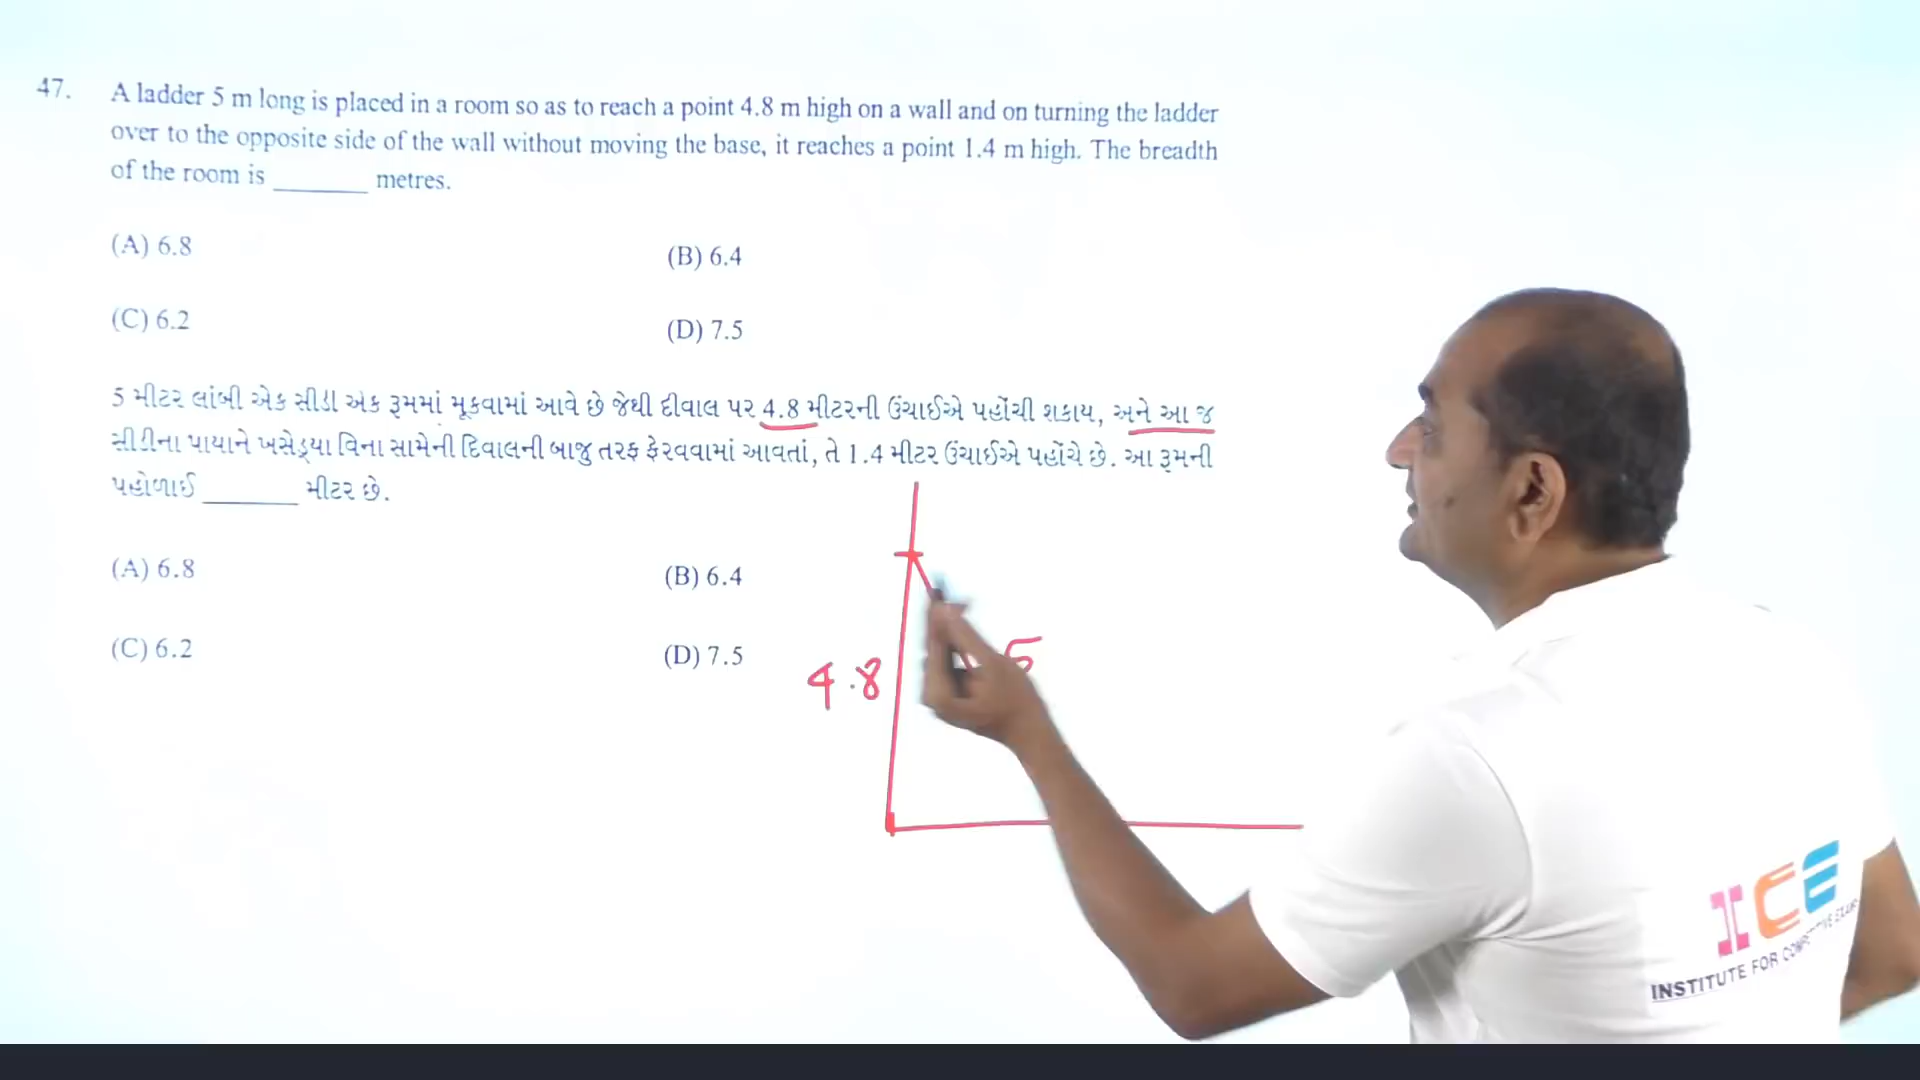 47. A ladder 5 m long is placed in a room so as to reach a point 4.8 m high on a wall and on turning the ladder
over to the opposite side of the wall without moving the base, it reaches a point 1.4 m high. The breadth
of the room is _______ metres.
(A) 6.8 (B) 6.4
(C) 6.2 (D) 7.5
5 મીટર લાંબી એક સીડી એક રૂમમાં મૂકવામાં આવે છે જેથી દીવાલ પર 4.8 મીટરની ઉંચાઈએ પહોંચી શકાય, અને આ જ
સીડીના પાયાને ખસેડ્યા વિના સામેની દિવાલની બાજુ તરફ ફેરવવામાં આવતાં, તે 1.4 મીટર ઉંચાઈએ પહોંચે છે. આ રૂમની
પહોળાઈ _______ મીટર છે.
(A) 6.8 (B) 6.4
(C) 6.2 (D) 7.5
4.8
5
ICE
INSTITUTE FOR COMPETITIVE EXAM